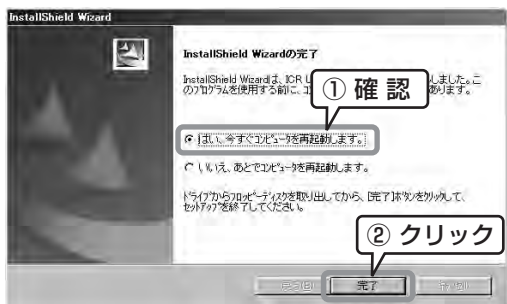 InstallShield Wizard
InstallShield Wizardの完了
InstallShield Wizardは、ICR しました。こ
のプログラムを使用する前に、コ あります。
① 確 認
はい、今すぐコンピュータを再起動します。
いいえ、あとでコンピュータを再起動します。
ドライブからフロッピーディスクを取り出してから、[完了]ボタンをクリックして、
セットアップを終了してください。
② クリック
完了